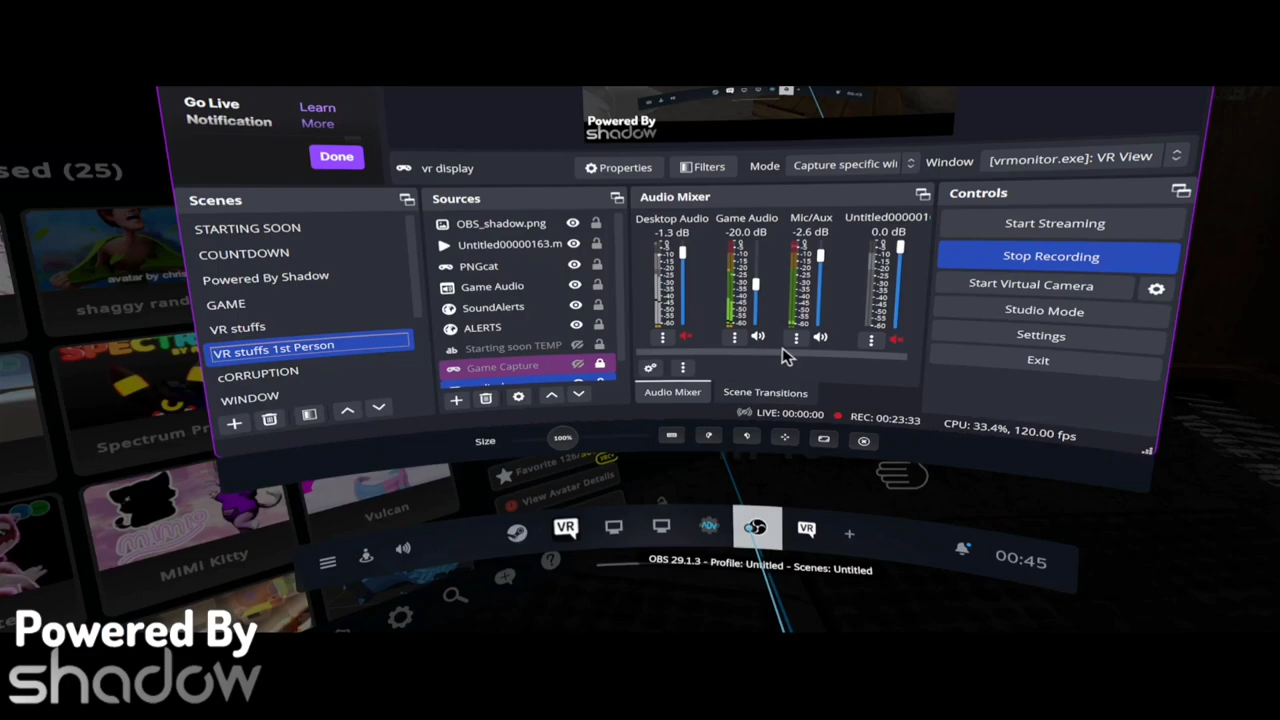 Go Live
Notification
Learn
More
Done
Powered By
shadow
vr display
Properties
Filters
Mode
Capture specific wi
Window
[vrmonitor.exe]: VR View
sed (25)
avatar by chris
shaggy rand
Spectrum Pr
MiMi Kitty
Vulcan
Scenes
STARTING SOON
COUNTDOWN
Powered By Shadow
GAME
VR stuffs
VR stuffs 1st Person
cORRUPTION
WINDOW
Sources
OBS_shadow.png
Untitled00000163.m
PNGcat
Game Audio
SoundAlerts
ALERTS
Starting soon TEMP
Game Capture
Audio Mixer
Desktop Audio
-1.3 dB
Game Audio
-20.0 dB
Mic/Aux
-2.6 dB
Untitled000001
0.0 dB
Audio Mixer
Scene Transitions
Controls
Start Streaming
Stop Recording
Start Virtual Camera
Studio Mode
Settings
Exit
LIVE: 00:00:00
REC: 00:23:33
CPU: 33.4%, 120.00 fps
Size
100%
View Avatar Details
VR
ADV
VR
OBS 29.1.3 - Profile: Untitled - Scenes: Untitled
00:45
Powered By
shadow